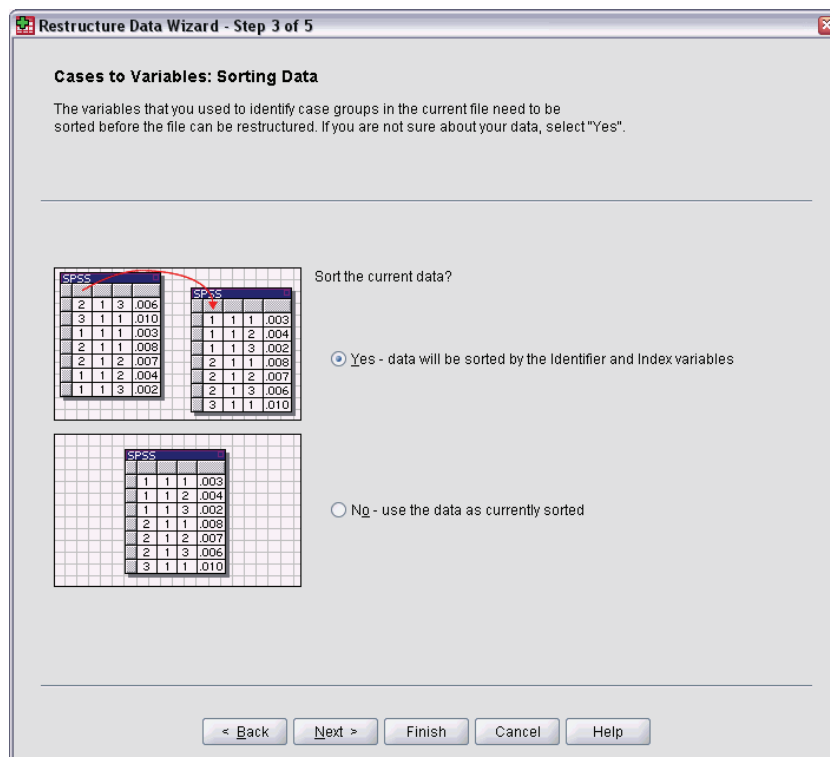 Restructure Data Wizard - Step 3 of 5
Cases to Variables: Sorting Data
The variables that you used to identify case groups in the current file need to be
sorted before the file can be restructured. If you are not sure about your data, select "Yes".
SPSS
2 1 3 .006
3 1 1 .010
1 1 1 .003
2 1 1 .008
2 1 2 .007
1 1 2 .004
1 1 3 .002
SPSS
1 1 1 .003
1 1 2 .004
1 1 3 .002
2 1 1 .008
2 1 2 .007
2 1 3 .006
3 1 1 .010
Sort the current data?
Yes - data will be sorted by the Identifier and Index variables
SPSS
1 1 1 .003
1 1 2 .004
1 1 3 .002
2 1 1 .008
2 1 2 .007
2 1 3 .006
3 1 1 .010
No - use the data as currently sorted
< Back
Next >
Finish
Cancel
Help